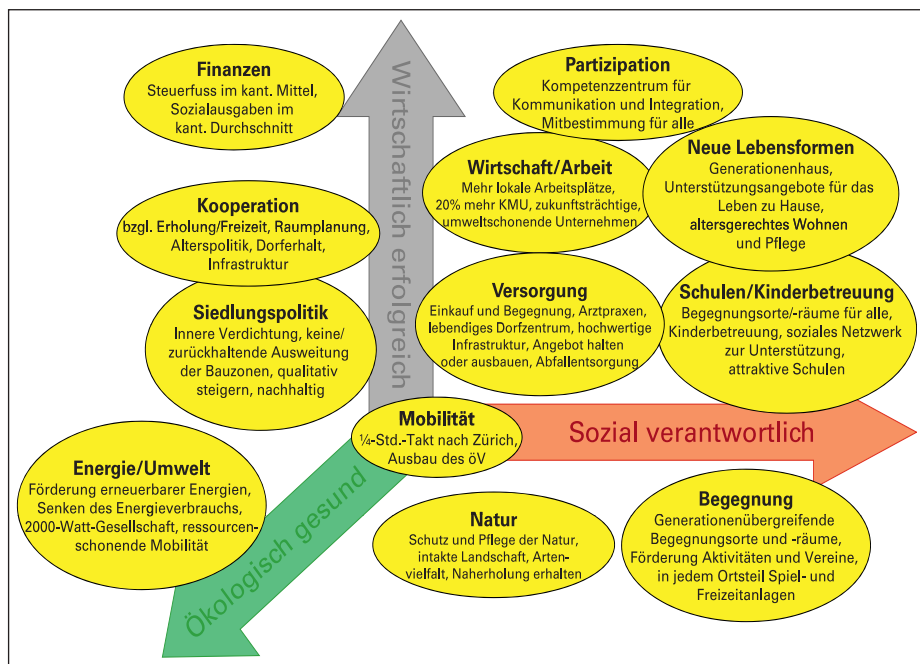 Finanzen
Steuerfuss im kant. Mittel,
Sozialausgaben im
kant. Durchschnitt
Wirtschaftlich erfolgreich
Partizipation
Kompetenzzentrum für
Kommunikation und Integration,
Mitbestimmung für alle
Wirtschaft/Arbeit
Mehr lokale Arbeitsplätze,
20% mehr KMU, zukunftsträchtige,
umweltschonende Unternehmen
Neue Lebensformen
Generationenhaus,
Unterstützungsangebote für das
Leben zu Hause,
altersgerechtes Wohnen
und Pflege
Kooperation
bzgl. Erholung/Freizeit, Raumplanung,
Alterspolitik, Dorferhalt,
Infrastruktur
Siedlungspolitik
Innere Verdichtung, keine/
zurückhaltende Ausweitung
der Bauzonen, qualitativ
steigern, nachhaltig
Versorgung
Einkauf und Begegnung, Arztpraxen,
lebendiges Dorfzentrum, hochwertige
Infrastruktur, Angebot halten
oder ausbauen, Abfallentsorgung
Schulen/Kinderbetreuung
Begegnungsorte/-räume für alle,
Kinderbetreuung, soziales Netzwerk
zur Unterstützung,
attraktive Schulen
Mobilität
¼-Std.-Takt nach Zürich,
Ausbau des öV
Sozial verantwortlich
Energie/Umwelt
Förderung erneuerbarer Energien,
Senken des Energieverbrauchs,
2000-Watt-Gesellschaft, ressourcen-
schonende Mobilität
Ökologisch gesund
Natur
Schutz und Pflege der Natur,
intakte Landschaft, Arten-
vielfalt, Naherholung erhalten
Begegnung
Generationenübergreifende
Begegnungsorte und -räume,
Förderung Aktivitäten und Vereine,
in jedem Ortsteil Spiel- und
Freizeitanlagen